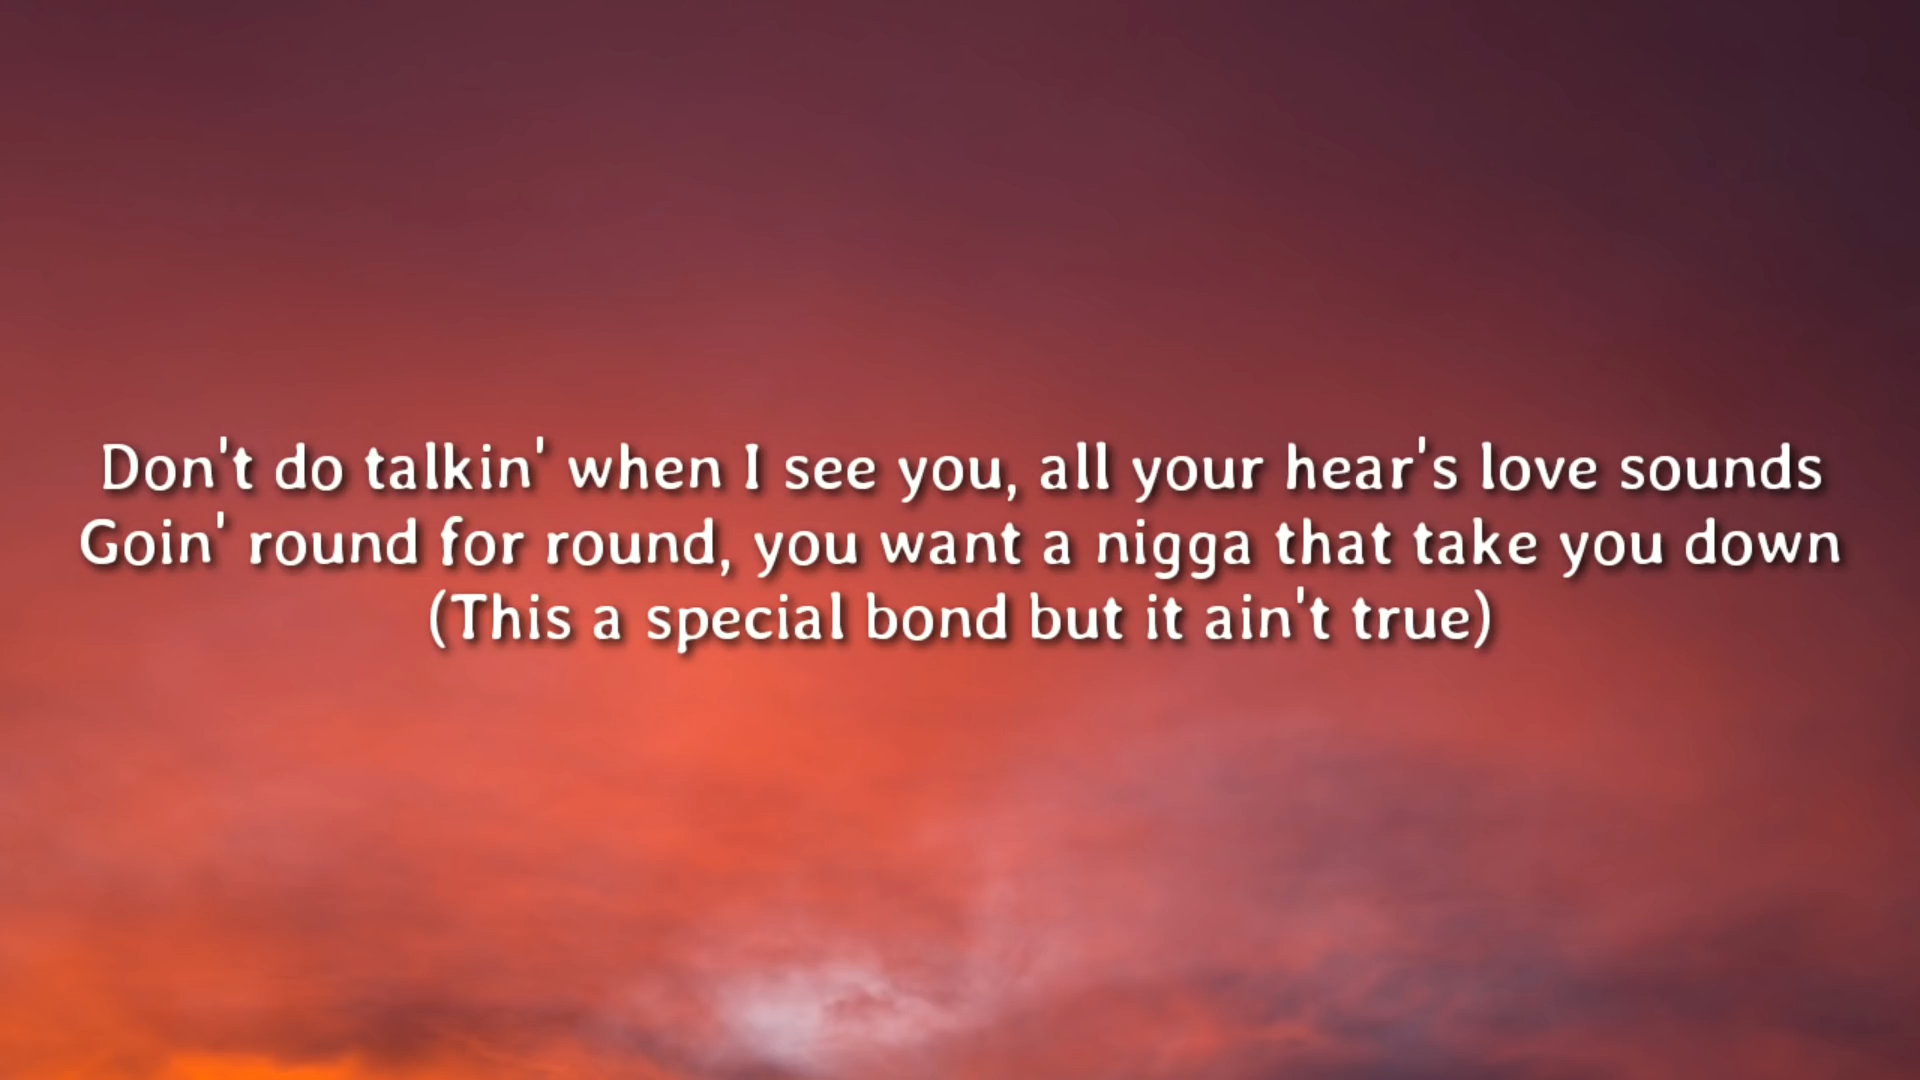 Don't do talkin' when I see you, all your hear's love sounds
Goin' round for round, you want a nigga that take you down
(This a special bond but it ain't true)